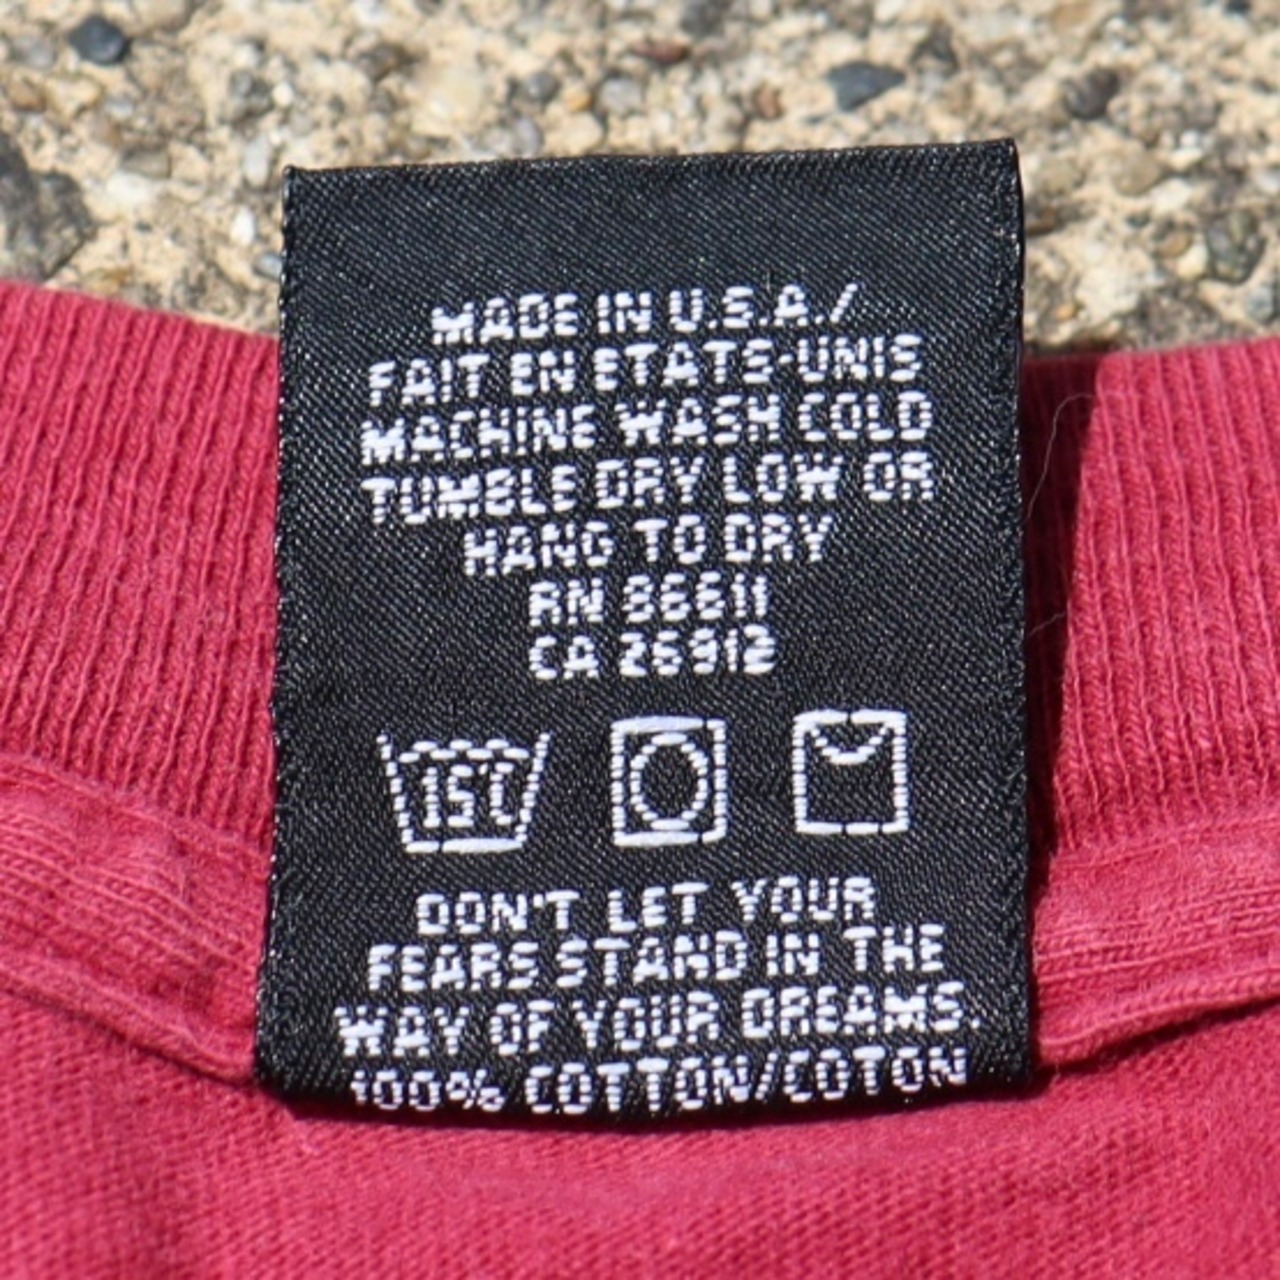 MADE IN U.S.A./
FAIT EN ETATS-UNIS
MACHINE WASH COLD
TUMBLE DRY LOW OR
HANG TO DRY
RN 86611
CA 26912
15°C
DON'T LET YOUR
FEARS STAND IN THE
WAY OF YOUR DREAMS.
100% COTTON/COTON